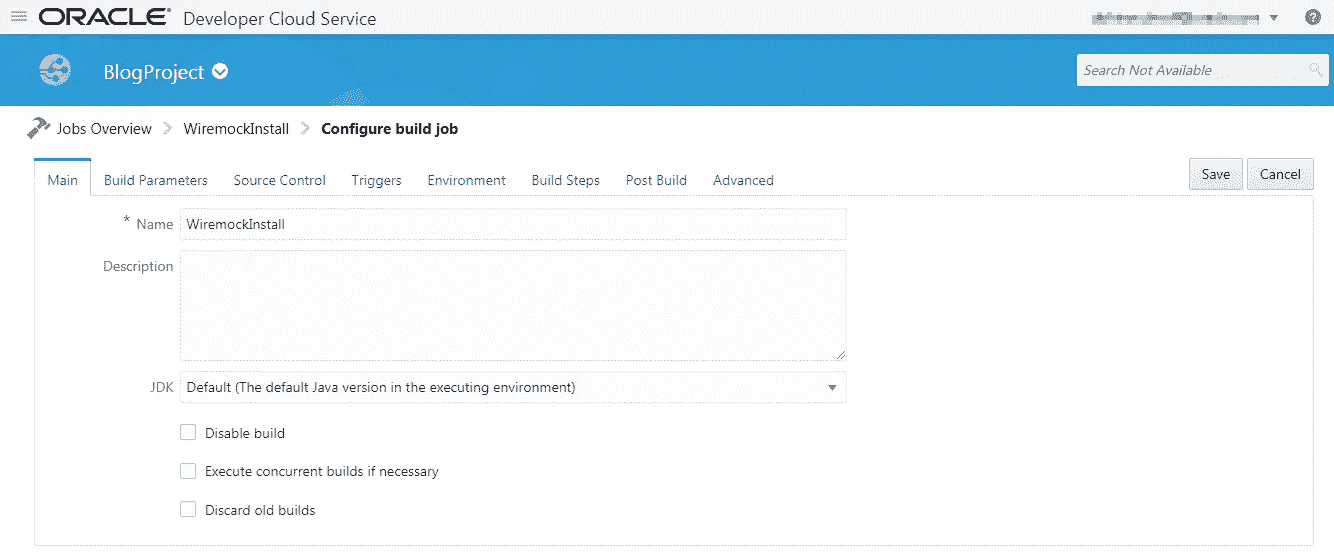 ORACLE® Developer Cloud Service
BlogProject
Search Not Available
Jobs Overview > WiremockInstall > Configure build job
Main Build Parameters Source Control Triggers Environment Build Steps Post Build Advanced Save Cancel
* Name WiremockInstall
Description
JDK Default (The default Java version in the executing environment)
Disable build
Execute concurrent builds if necessary
Discard old builds